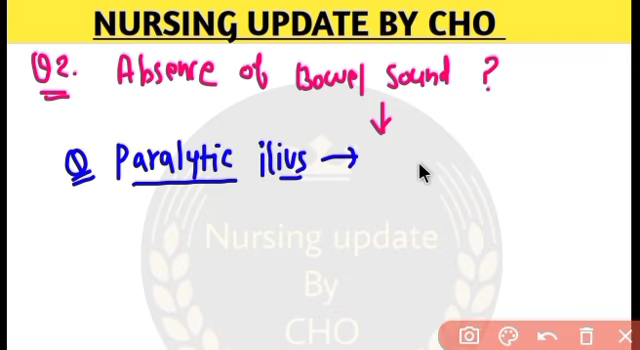 NURSING UPDATE BY CHO
Q2. Absence of Bowel Sound ?
↓
Q Paralytic ilius →
Nursing update
By
CHO